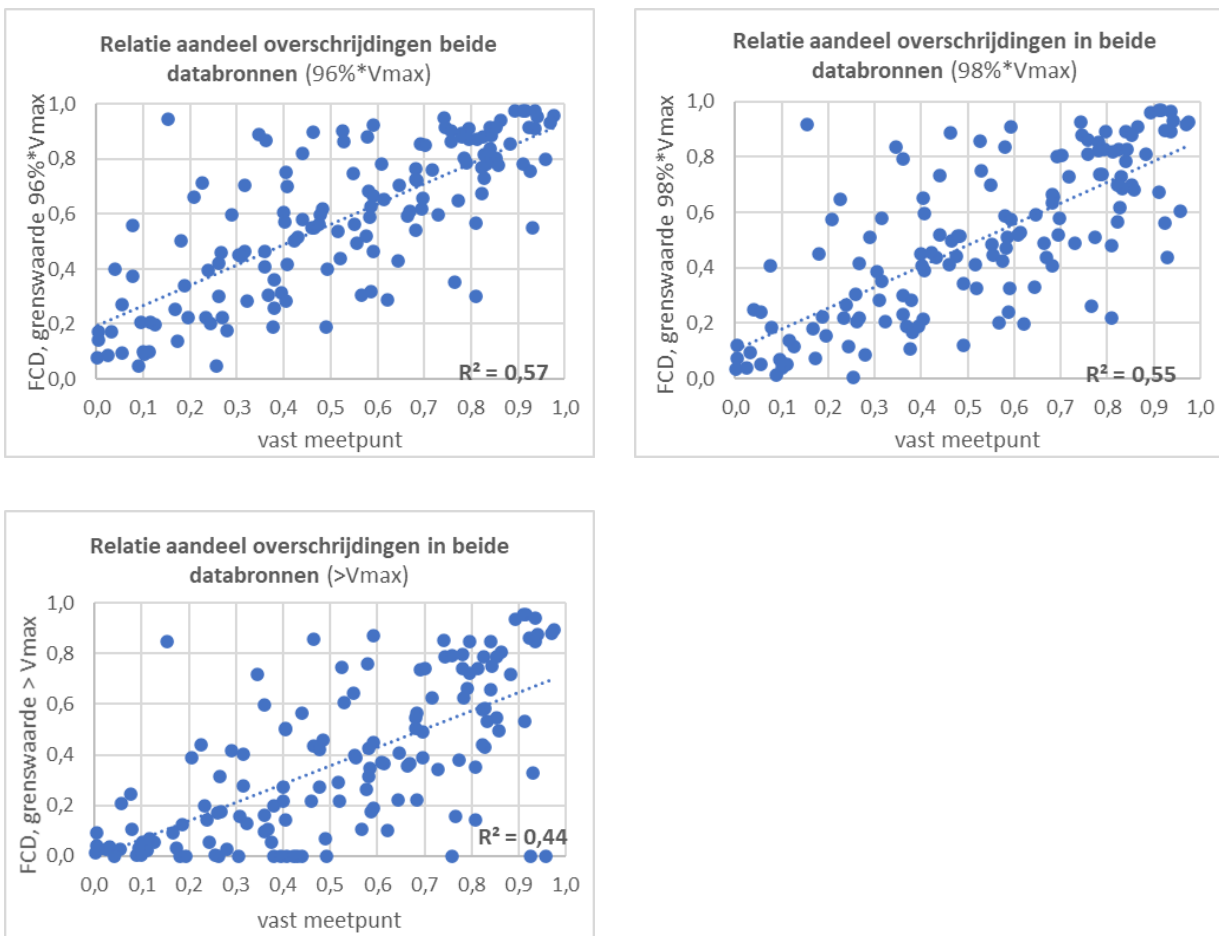 Relatie aandeel overschrijdingen beide
databronnen (96%*Vmax)
FCD, grenswaarde 96%*Vmax
1,0
0,8
0,6
0,4
0,2
0,0
R² = 0,57
0,0 0,1 0,2 0,3 0,4 0,5 0,6 0,7 0,8 0,9 1,0
vast meetpunt
Relatie aandeel overschrijdingen in beide
databronnen (98%*Vmax)
FCD, grenswaarde 98%*Vmax
1,0
0,8
0,6
0,4
0,2
0,0
R² = 0,55
0,0 0,1 0,2 0,3 0,4 0,5 0,6 0,7 0,8 0,9 1,0
vast meetpunt
Relatie aandeel overschrijdingen in beide
databronnen (>Vmax)
FCD, grenswaarde > Vmax
1,0
0,8
0,6
0,4
0,2
0,0
R² = 0,44
0,0 0,1 0,2 0,3 0,4 0,5 0,6 0,7 0,8 0,9 1,0
vast meetpunt